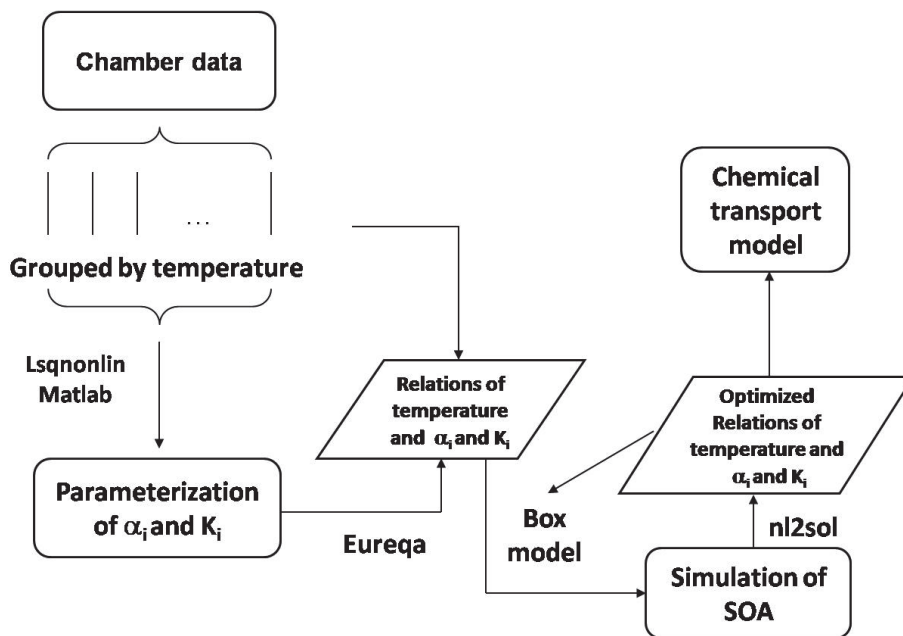 Chamber data
...
Grouped by temperature
Lsqnonlin
Matlab
Parameterization
of αi and Ki
Eureqa
Relations of
temperature
and αi and Ki
Box
model
Simulation of
SOA
nl2sol
Optimized
Relations of
temperature and
αi and Ki
Chemical
transport
model